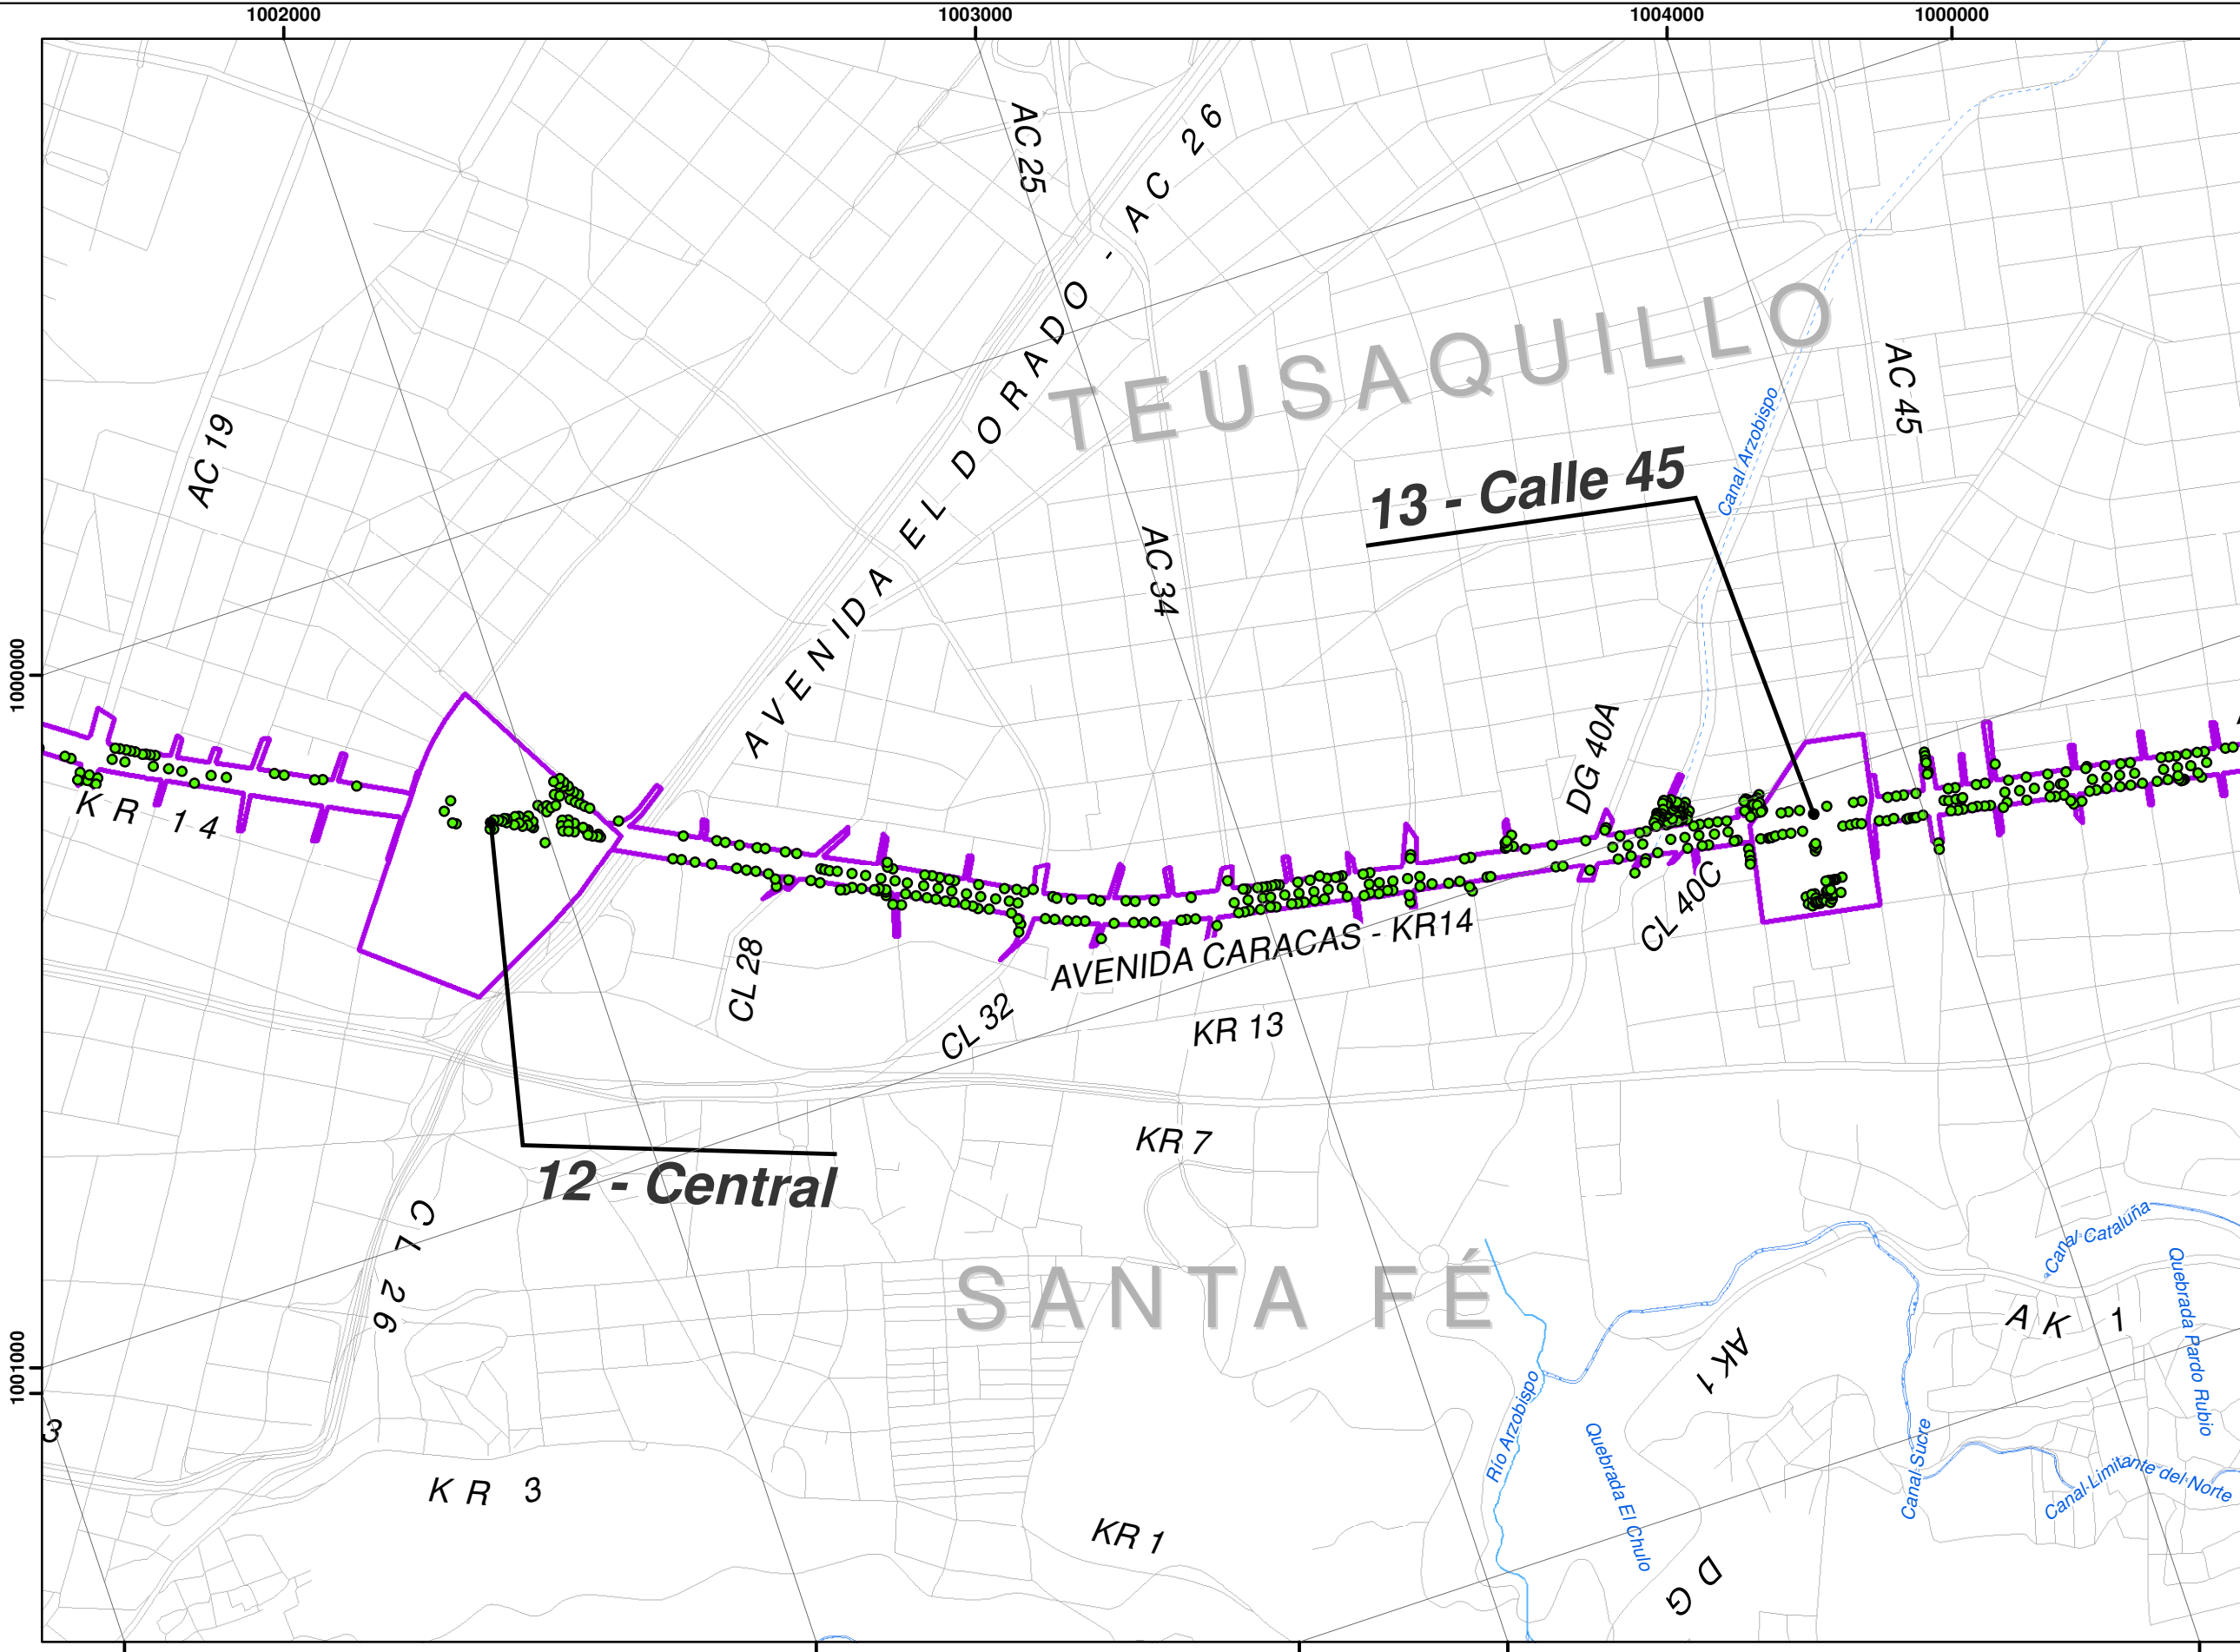 1002000
1003000
1004000
1000000
AC 25
AVENIDA EL DORADO - AC 26
TEUSAQUILLO
AC 45
AC 19
Canal Arzobispo
13 - Calle 45
AC 34
1000000
DG 40A
KR 14
CL 40C
AVENIDA CARACAS - KR14
CL 28
CL 32
KR 13
KR 7
12 - Central
CL 26
SANTA FÉ
Canal Cataluña
Quebrada Pardo Rubio
AK 1
AK 1
1001000
3
Río Arzobispo
Quebrada El Chulo
Canal Sucre
Canal Limitante del Norte
KR 3
KR 1
DG